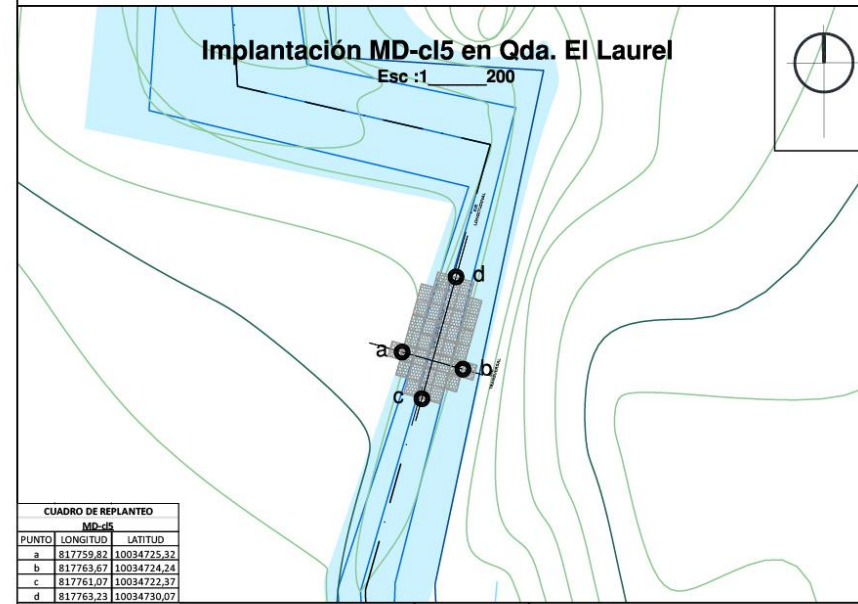 Implantación MD-cl5 en Qda. El Laurel
Esc :1______200
d
a
b
c
CUADRO DE REPLANTEO
MD-cl5
PUNTO LONGITUD LATITUD
a 817759,82 10034725,32
b 817763,67 10034724,24
c 817761,07 10034722,37
d 817763,23 10034730,07